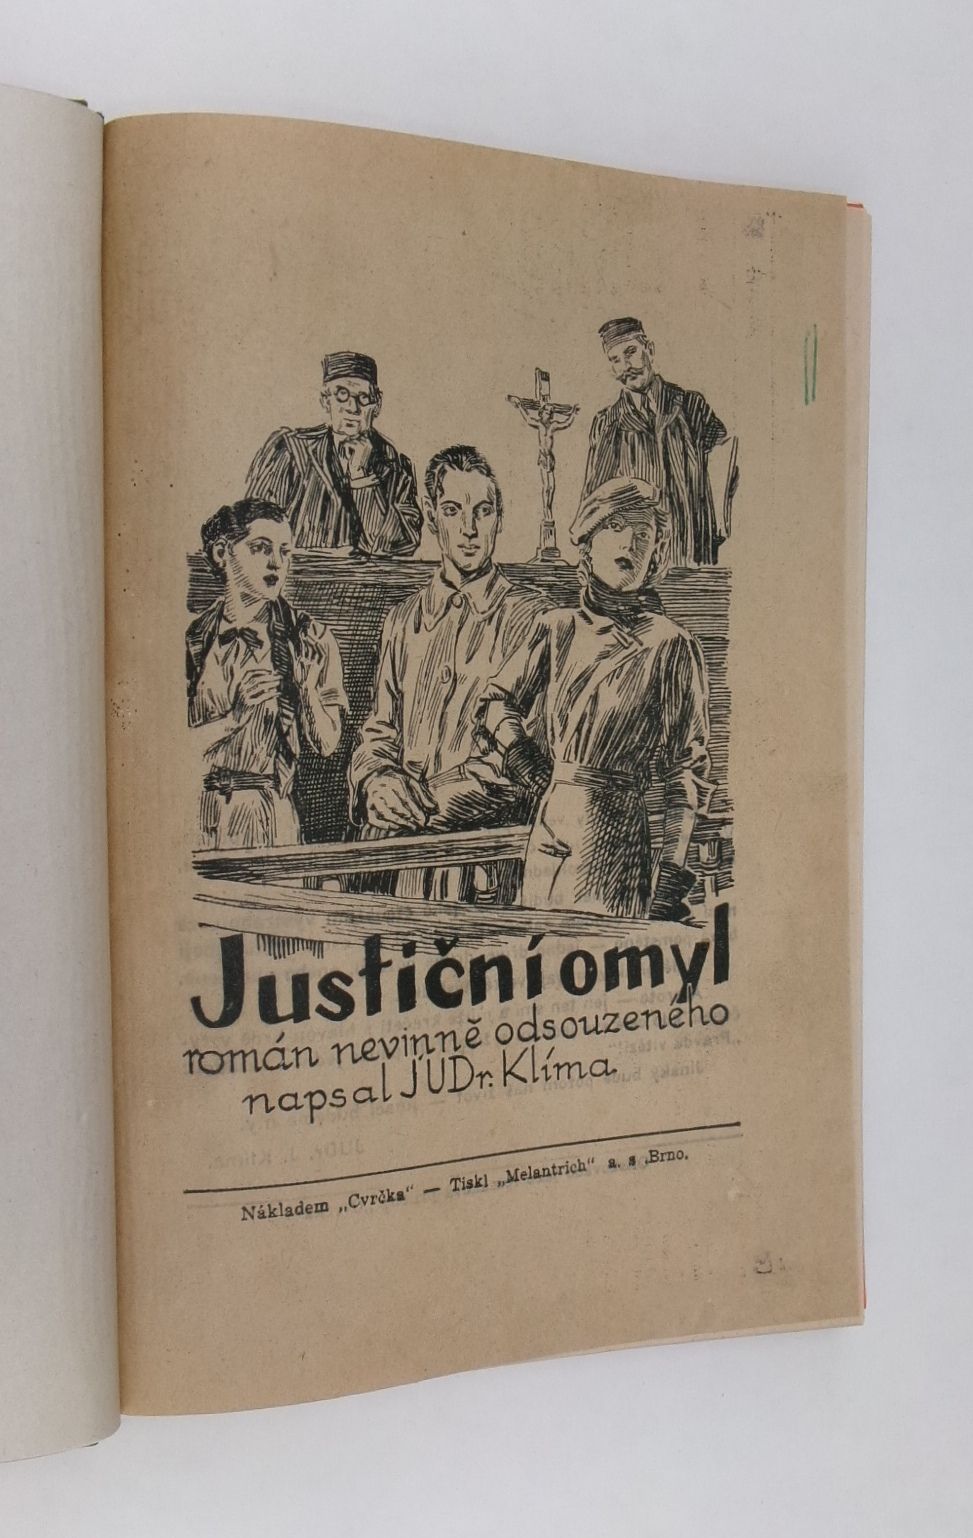 Justiční omyl
román nevinně odsouzeného
napsal JUDr. Klíma.
Nákladem „Cvrčka" — Tiskl „Melantrich" a. s. Brno.